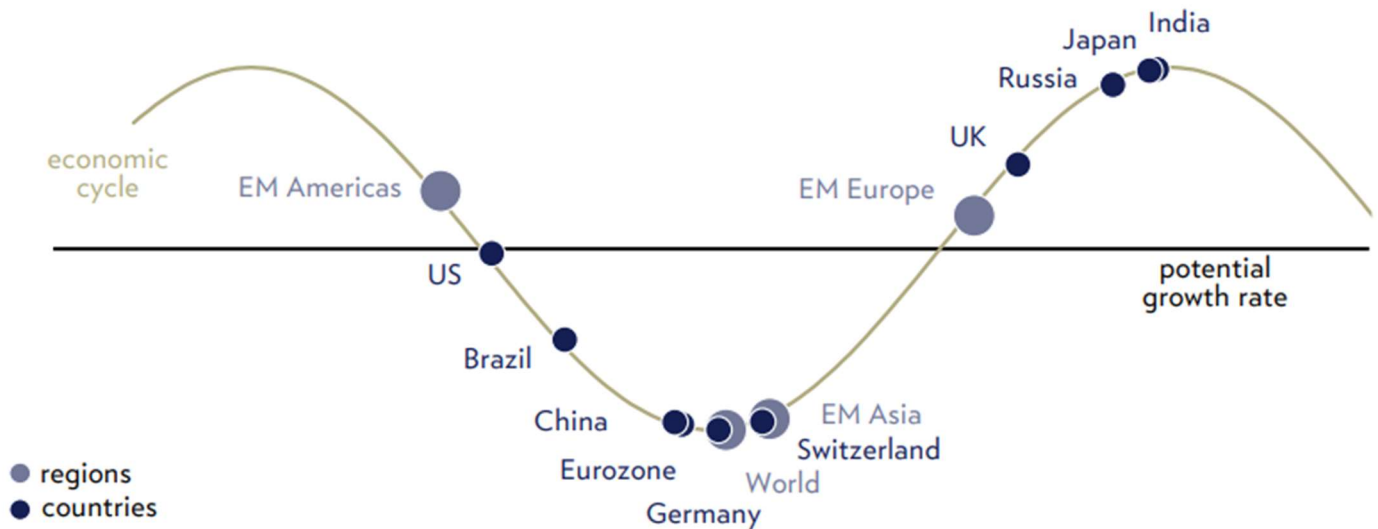 India
Japan
Russia
UK
economic
cycle
EM Americas
EM Europe
US
potential
growth rate
Brazil
China
EM Asia
Switzerland
Eurozone
World
Germany
regions
countries